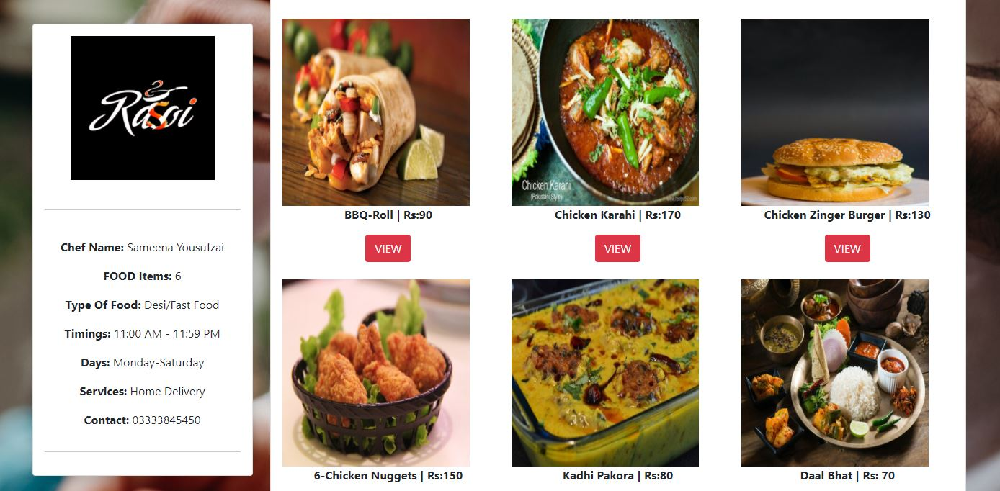 Rasoi
Chef Name: Sameena Yousufzai
FOOD Items: 6
Type Of Food: Desi/Fast Food
Timings: 11:00 AM - 11:59 PM
Days: Monday-Saturday
Services: Home Delivery
Contact: 03333845450
Chicken Karahi
(Pakistani Style)
www.recipe52.com
BBQ-Roll | Rs:90
Chicken Karahi | Rs:170
Chicken Zinger Burger | Rs:130
VIEW
VIEW
VIEW
6-Chicken Nuggets | Rs:150
Kadhi Pakora | Rs:80
Daal Bhat | Rs: 70